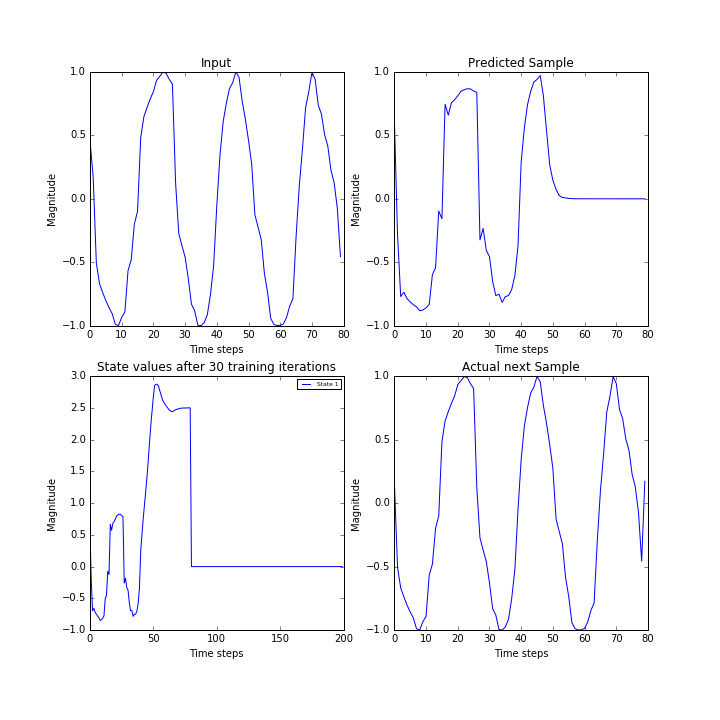 Input
Magnitude
1.0
0.5
0.0
−0.5
−1.0
0 10 20 30 40 50 60 70 80
Time steps
Predicted Sample
Magnitude
1.0
0.5
0.0
−0.5
−1.0
0 10 20 30 40 50 60 70 80
Time steps
State values after 30 training iterations
Magnitude
3.0
2.5
2.0
1.5
1.0
0.5
0.0
−0.5
−1.0
State 1
0 50 100 150 200
Time steps
Actual next Sample
Magnitude
1.0
0.5
0.0
−0.5
−1.0
0 10 20 30 40 50 60 70 80
Time steps